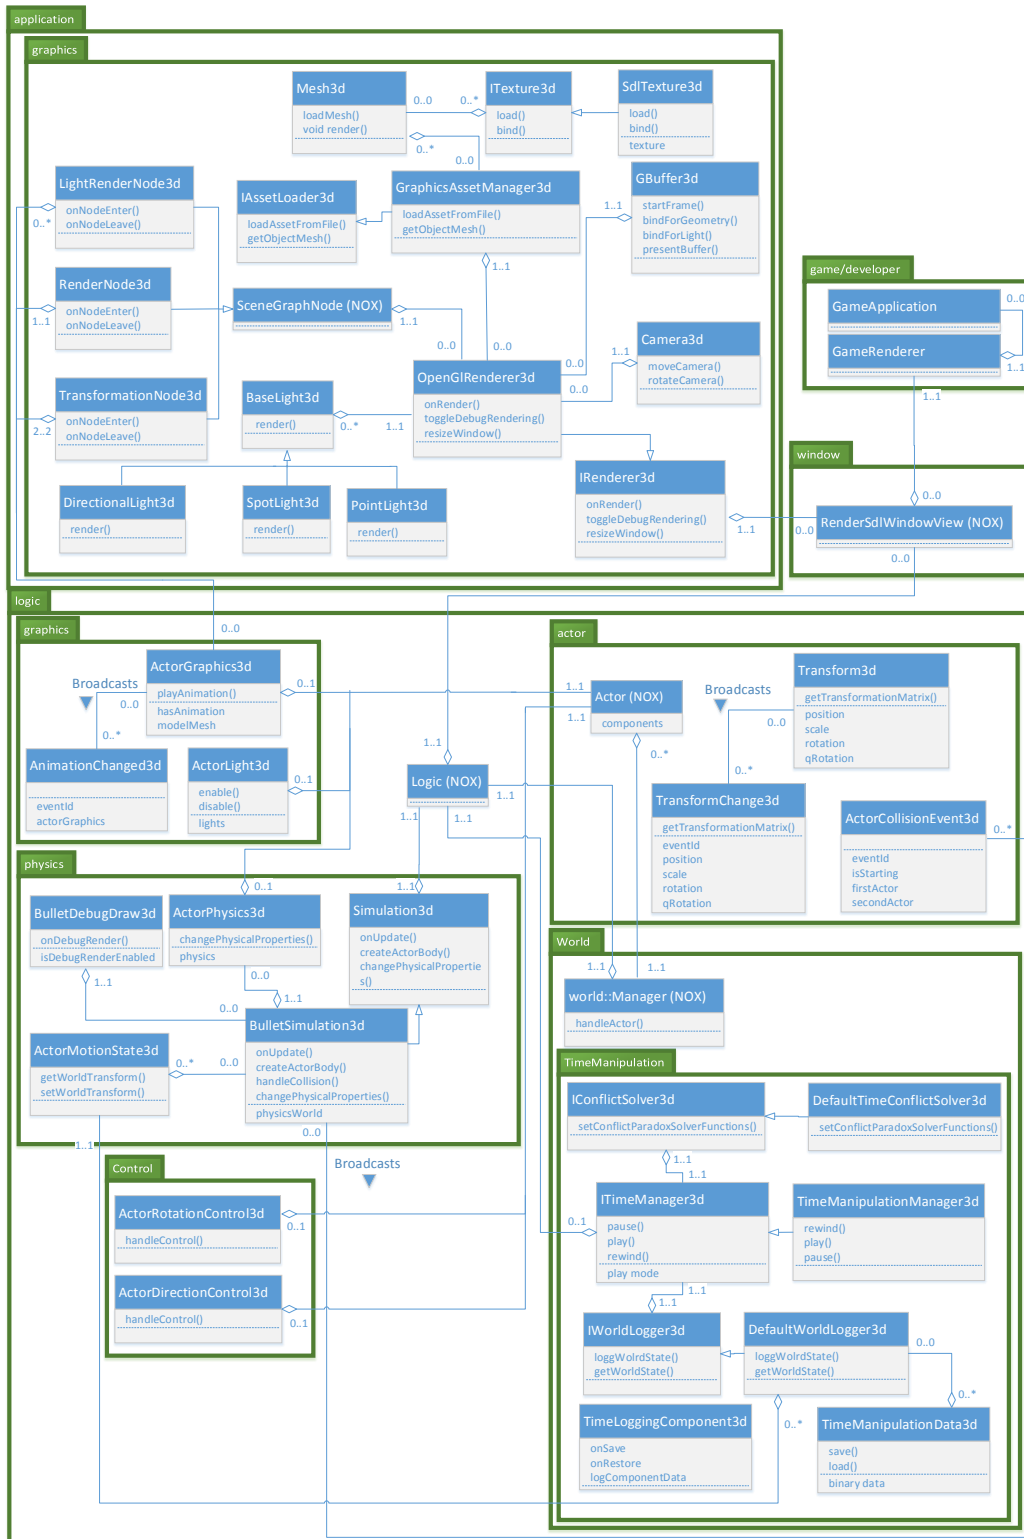 application
graphics
Mesh3d
loadMesh()
void render()
0..0
0..*
ITexture3d
load()
bind()
SdlTexture3d
load()
bind()
texture
0..*
0..0
LightRenderNode3d
onNodeEnter()
onNodeLeave()
0..*
IAssetLoader3d
loadAssetFromFile()
getObjectMesh()
GraphicsAssetManager3d
loadAssetFromFile()
getObjectMesh()
1..1
GBuffer3d
startFrame()
bindForGeometry()
bindForLight()
presentBuffer()
1..1
RenderNode3d
onNodeEnter()
onNodeLeave()
1..1
SceneGraphNode (NOX)
1..1
0..0
0..0
0..0
0..0
1..1
Camera3d
moveCamera()
rotateCamera()
TransformationNode3d
onNodeEnter()
onNodeLeave()
2..2
BaseLight3d
render()
0..*
1..1
OpenGlRenderer3d
onRender()
toggleDebugRendering()
resizeWindow()
DirectionalLight3d
render()
SpotLight3d
render()
PointLight3d
render()
IRenderer3d
onRender()
toggleDebugRendering()
resizeWindow()
1..1
game/developer
GameApplication
0..0
GameRenderer
1..1
1..1
window
0..0
RenderSdlWindowView (NOX)
0..0
0..0
logic
graphics
0..0
ActorGraphics3d
playAnimation()
hasAnimation
modelMesh
0..1
Broadcasts
0..0
0..*
AnimationChanged3d
eventId
actorGraphics
ActorLight3d
enable()
disable()
lights
0..1
1..1
Logic (NOX)
1..1
1..1
1..1
actor
1..1
1..1
Actor (NOX)
components
0..*
Broadcasts
0..0
0..*
Transform3d
getTransformationMatrix()
position
scale
rotation
qRotation
TransformChange3d
getTransformationMatrix()
eventId
position
scale
rotation
qRotation
ActorCollisionEvent3d
eventId
isStarting
firstActor
secondActor
0..*
physics
BulletDebugDraw3d
onDebugRender()
isDebugRenderEnabled
1..1
0..1
ActorPhysics3d
changePhysicalProperties()
physics
0..0
1..1
1..1
Simulation3d
onUpdate()
createActorBody()
changePhysicalPropertie
s()
0..0
BulletSimulation3d
onUpdate()
createActorBody()
handleCollision()
changePhysicalProperties()
physicsWorld
0..0
ActorMotionState3d
getWorldTransform()
setWorldTransform()
0..*
0..0
1..1
World
1..1
1..1
world::Manager (NOX)
handleActor()
TimeManipulation
IConflictSolver3d
setConflictParadoxSolverFunctions()
DefaultTimeConflictSolver3d
setConflictParadoxSolverFunctions()
1..1
1..1
Control
Broadcasts
ActorRotationControl3d
handleControl()
0..1
ActorDirectionControl3d
handleControl()
0..1
0..1
ITimeManager3d
pause()
play()
rewind()
play mode
1..1
1..1
TimeManipulationManager3d
rewind()
play()
pause()
IWorldLogger3d
loggWolrdState()
getWorldState()
DefaultWorldLogger3d
loggWolrdState()
getWorldState()
0..0
0..*
0..*
TimeLoggingComponent3d
onSave
onRestore
logComponentData
TimeManipulationData3d
save()
load()
binary data